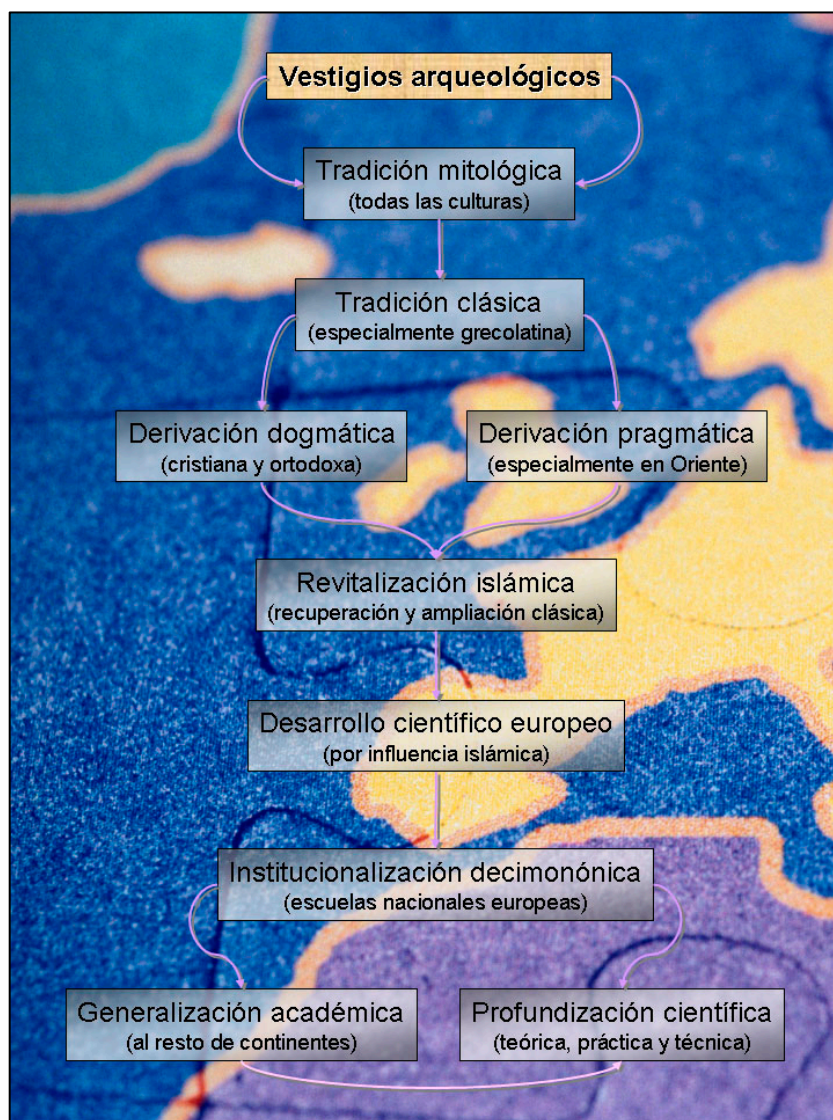 Vestigios arqueológicos
Tradición mitológica
(todas las culturas)
Tradición clásica
(especialmente grecolatina)
Derivación dogmática
(cristiana y ortodoxa)
Derivación pragmática
(especialmente en Oriente)
Revitalización islámica
(recuperación y ampliación clásica)
Desarrollo científico europeo
(por influencia islámica)
Institucionalización decimonónica
(escuelas nacionales europeas)
Generalización académica
(al resto de continentes)
Profundización científica
(teórica, práctica y técnica)